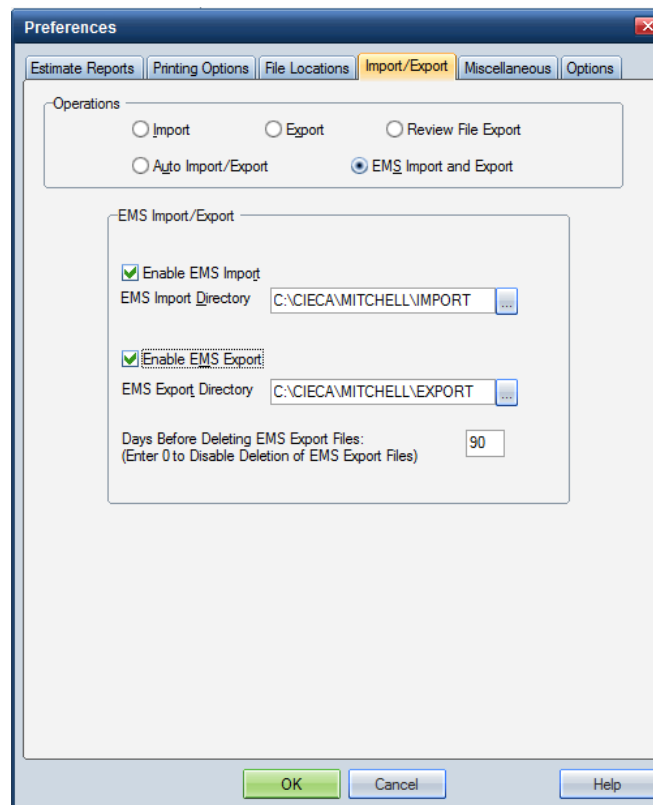 Preferences
Estimate Reports Printing Options File Locations Import/Export Miscellaneous Options
Operations
Import Export Review File Export
Auto Import/Export EMS Import and Export
EMS Import/Export
Enable EMS Import
EMS Import Directory C:\CIECA\MITCHELL\IMPORT ...
Enable EMS Export
EMS Export Directory C:\CIECA\MITCHELL\EXPORT ...
Days Before Deleting EMS Export Files: 90
(Enter 0 to Disable Deletion of EMS Export Files)
OK Cancel Help